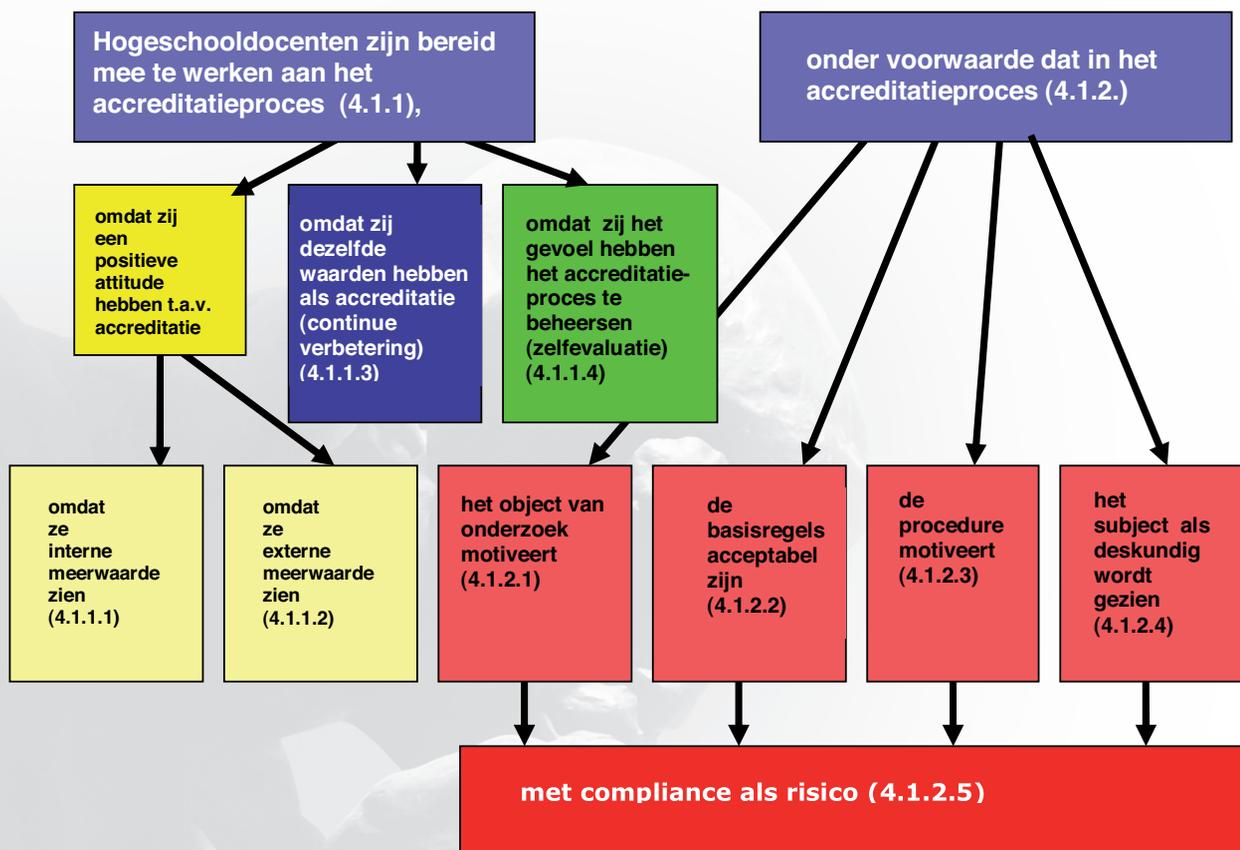 Hogeschooldocenten zijn bereid
mee te werken aan het
accreditatieproces (4.1.1),
onder voorwaarde dat in het
accreditatieproces (4.1.2.)
omdat zij
een
positieve
attitude
hebben t.a.v.
accreditatie
omdat zij
dezelfde
waarden hebben
als accreditatie
(continue
verbetering)
(4.1.1.3)
omdat zij het
gevoel hebben
het accreditatie-
proces te
beheersen
(zelfevaluatie)
(4.1.1.4)
omdat
ze
interne
meerwaarde
zien
(4.1.1.1)
omdat
ze
externe
meerwaarde
zien
(4.1.1.2)
het object van
onderzoek
motiveert
(4.1.2.1)
de
basisregels
acceptabel
zijn
(4.1.2.2)
de
procedure
motiveert
(4.1.2.3)
het
subject als
deskundig
wordt
gezien
(4.1.2.4)
met compliance als risico (4.1.2.5)